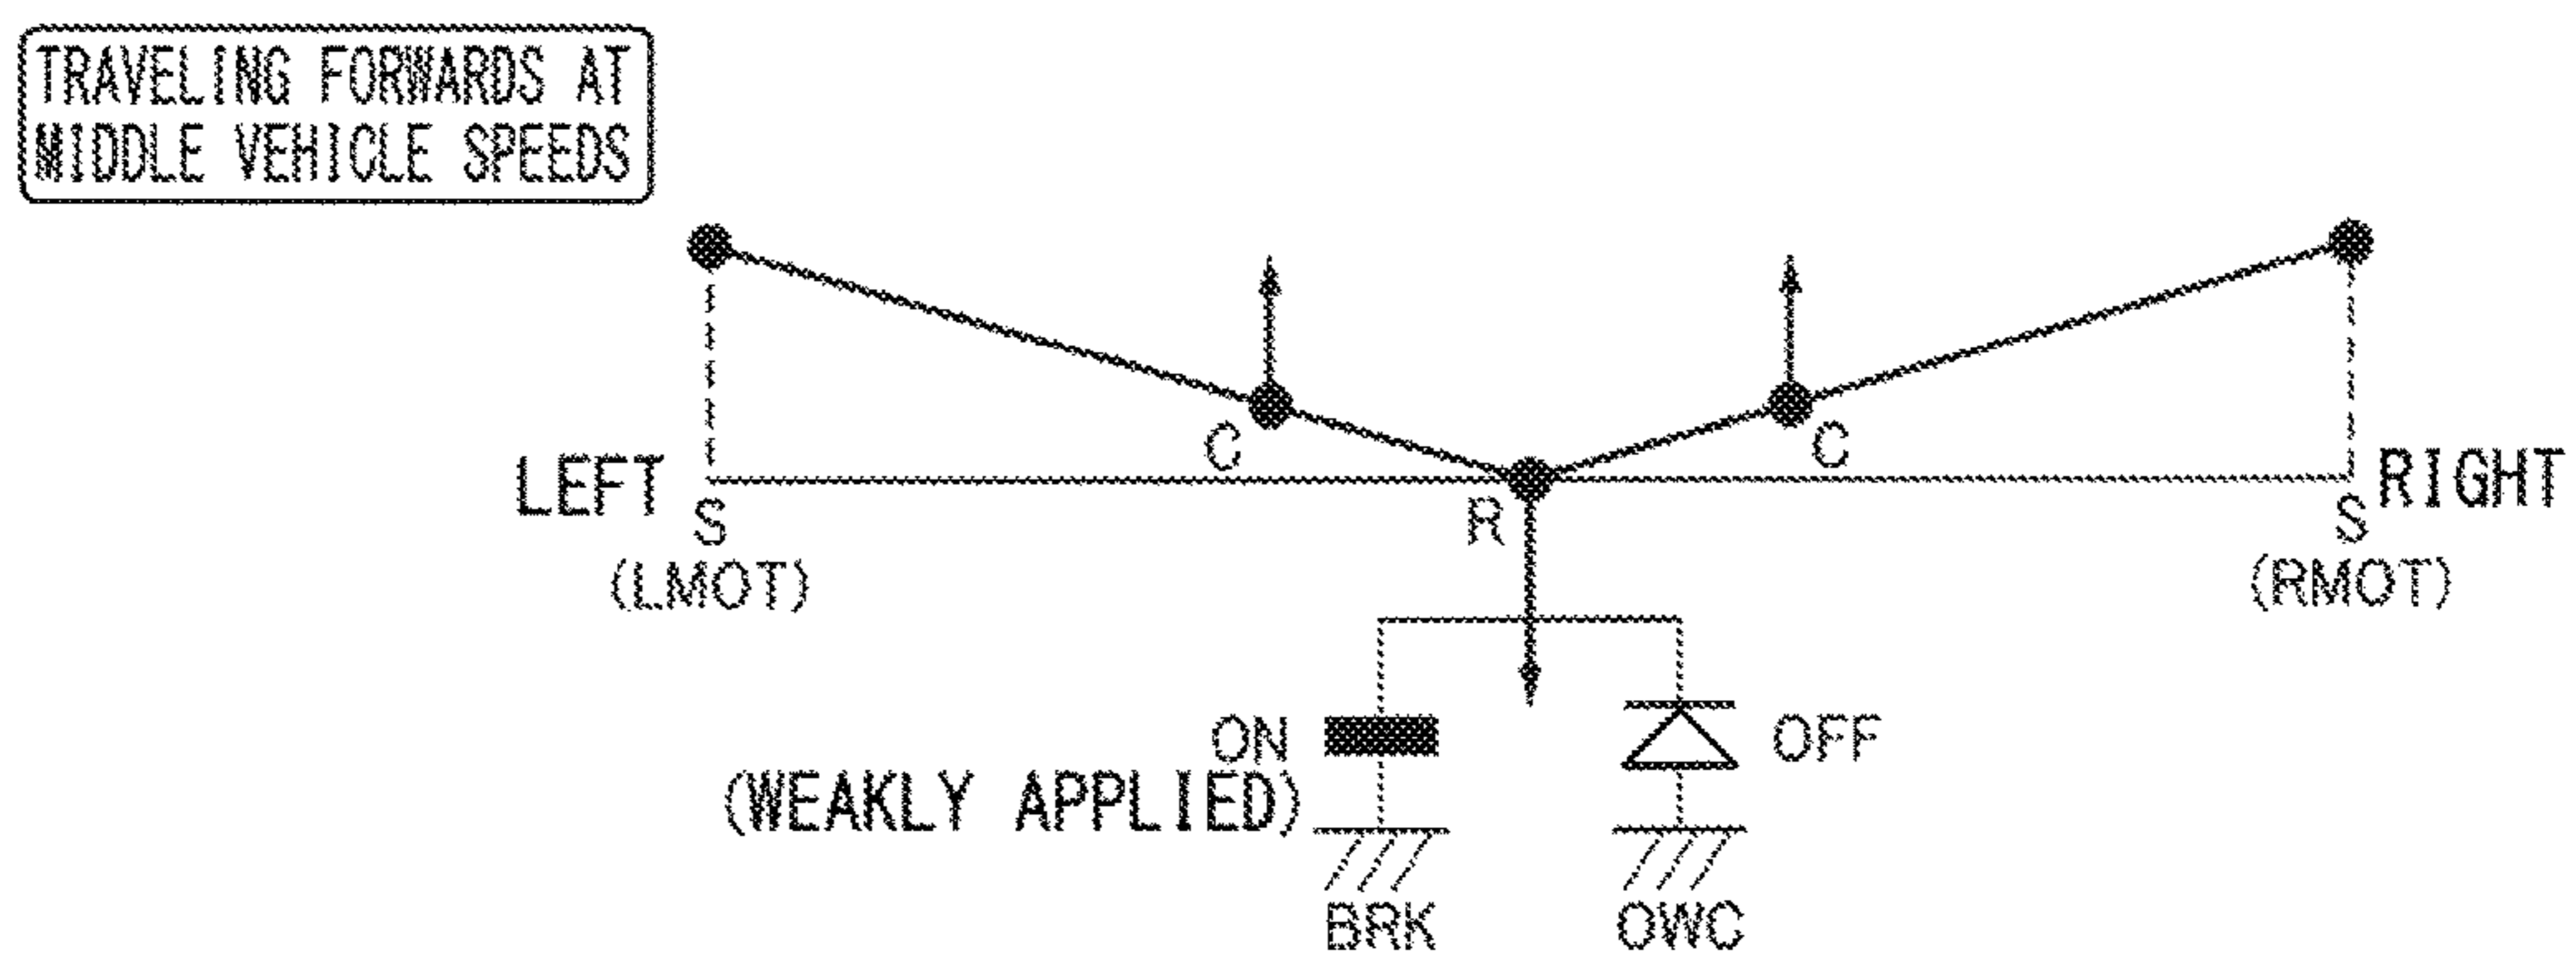 TRAVELING FORWARDS AT
MIDDLE VEHICLE SPEEDS
C
C
LEFT
RIGHT
S
R
S
(LMOT)
(RMOT)
ON
OFF
(WEAKLY APPLIED)
BRK
OWC